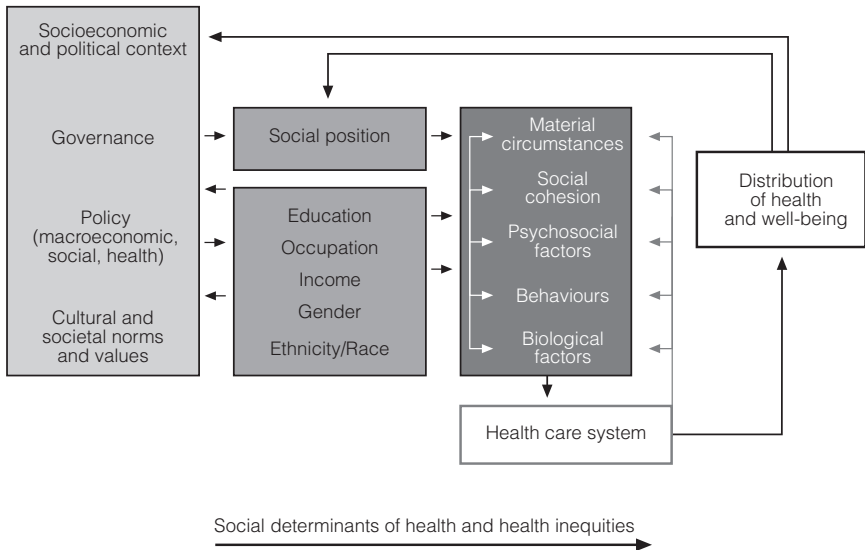 Socioeconomic
and political context
Governance
Policy
(macroeconomic,
social, health)
Cultural and
societal norms
and values
Social position
Education
Occupation
Income
Gender
Ethnicity/Race
Material
circumstances
Social
cohesion
Psychosocial
factors
Behaviours
Biological
factors
Health care system
Distribution
of health
and well-being
Social determinants of health and health inequities